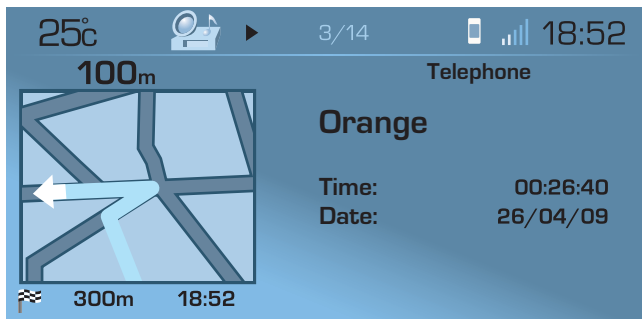 25°c 3/14 18:52
100m
Telephone
Orange
Time: 00:26:40
Date: 26/04/09
300m 18:52